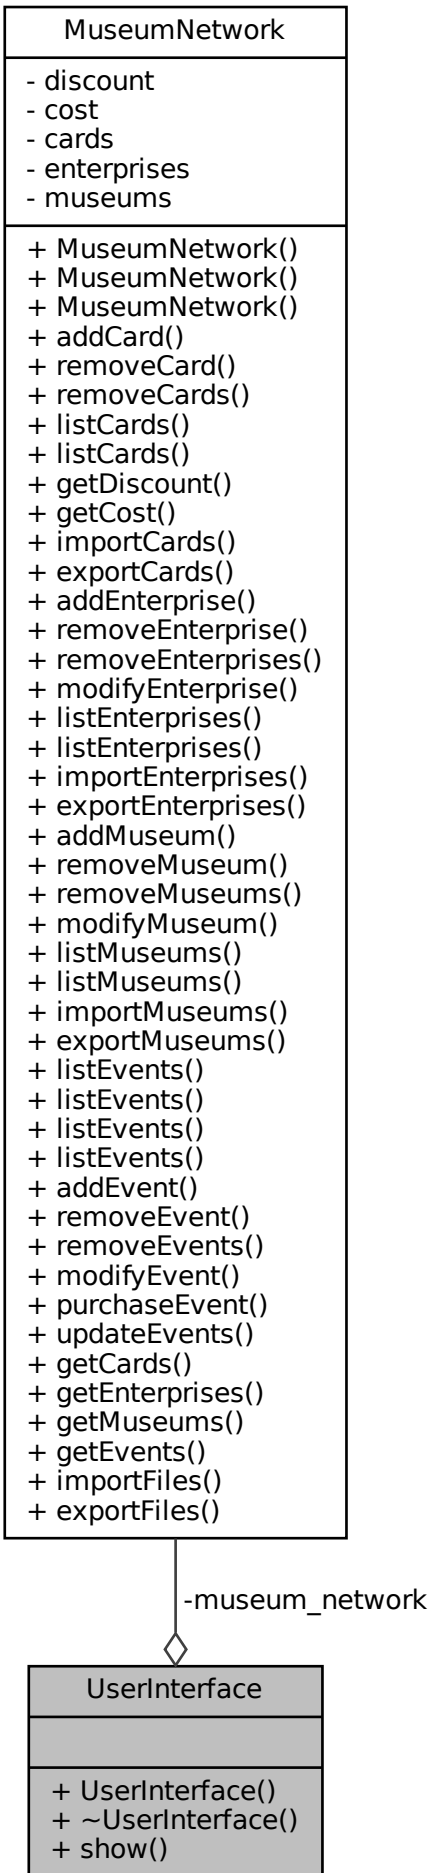 MuseumNetwork
- discount
- cost
- cards
- enterprises
- museums
+ MuseumNetwork()
+ MuseumNetwork()
+ MuseumNetwork()
+ addCard()
+ removeCard()
+ removeCards()
+ listCards()
+ listCards()
+ getDiscount()
+ getCost()
+ importCards()
+ exportCards()
+ addEnterprise()
+ removeEnterprise()
+ removeEnterprises()
+ modifyEnterprise()
+ listEnterprises()
+ listEnterprises()
+ importEnterprises()
+ exportEnterprises()
+ addMuseum()
+ removeMuseum()
+ removeMuseums()
+ modifyMuseum()
+ listMuseums()
+ listMuseums()
+ importMuseums()
+ exportMuseums()
+ listEvents()
+ listEvents()
+ listEvents()
+ listEvents()
+ addEvent()
+ removeEvent()
+ removeEvents()
+ modifyEvent()
+ purchaseEvent()
+ updateEvents()
+ getCards()
+ getEnterprises()
+ getMuseums()
+ getEvents()
+ importFiles()
+ exportFiles()
-museum_network
UserInterface
+ UserInterface()
+ ~UserInterface()
+ show()